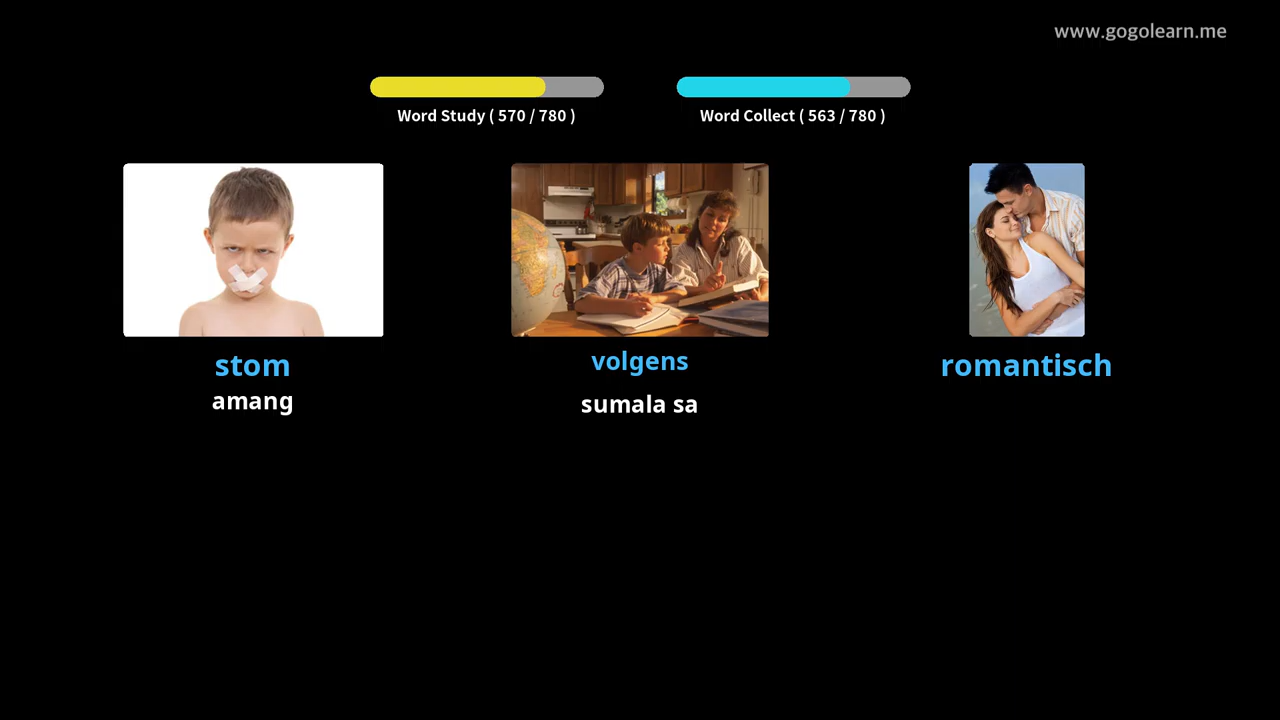 www.gogolearn.me
Word Study ( 570 / 780 )
Word Collect ( 563 / 780 )
stom
amang
volgens
sumala sa
romantisch